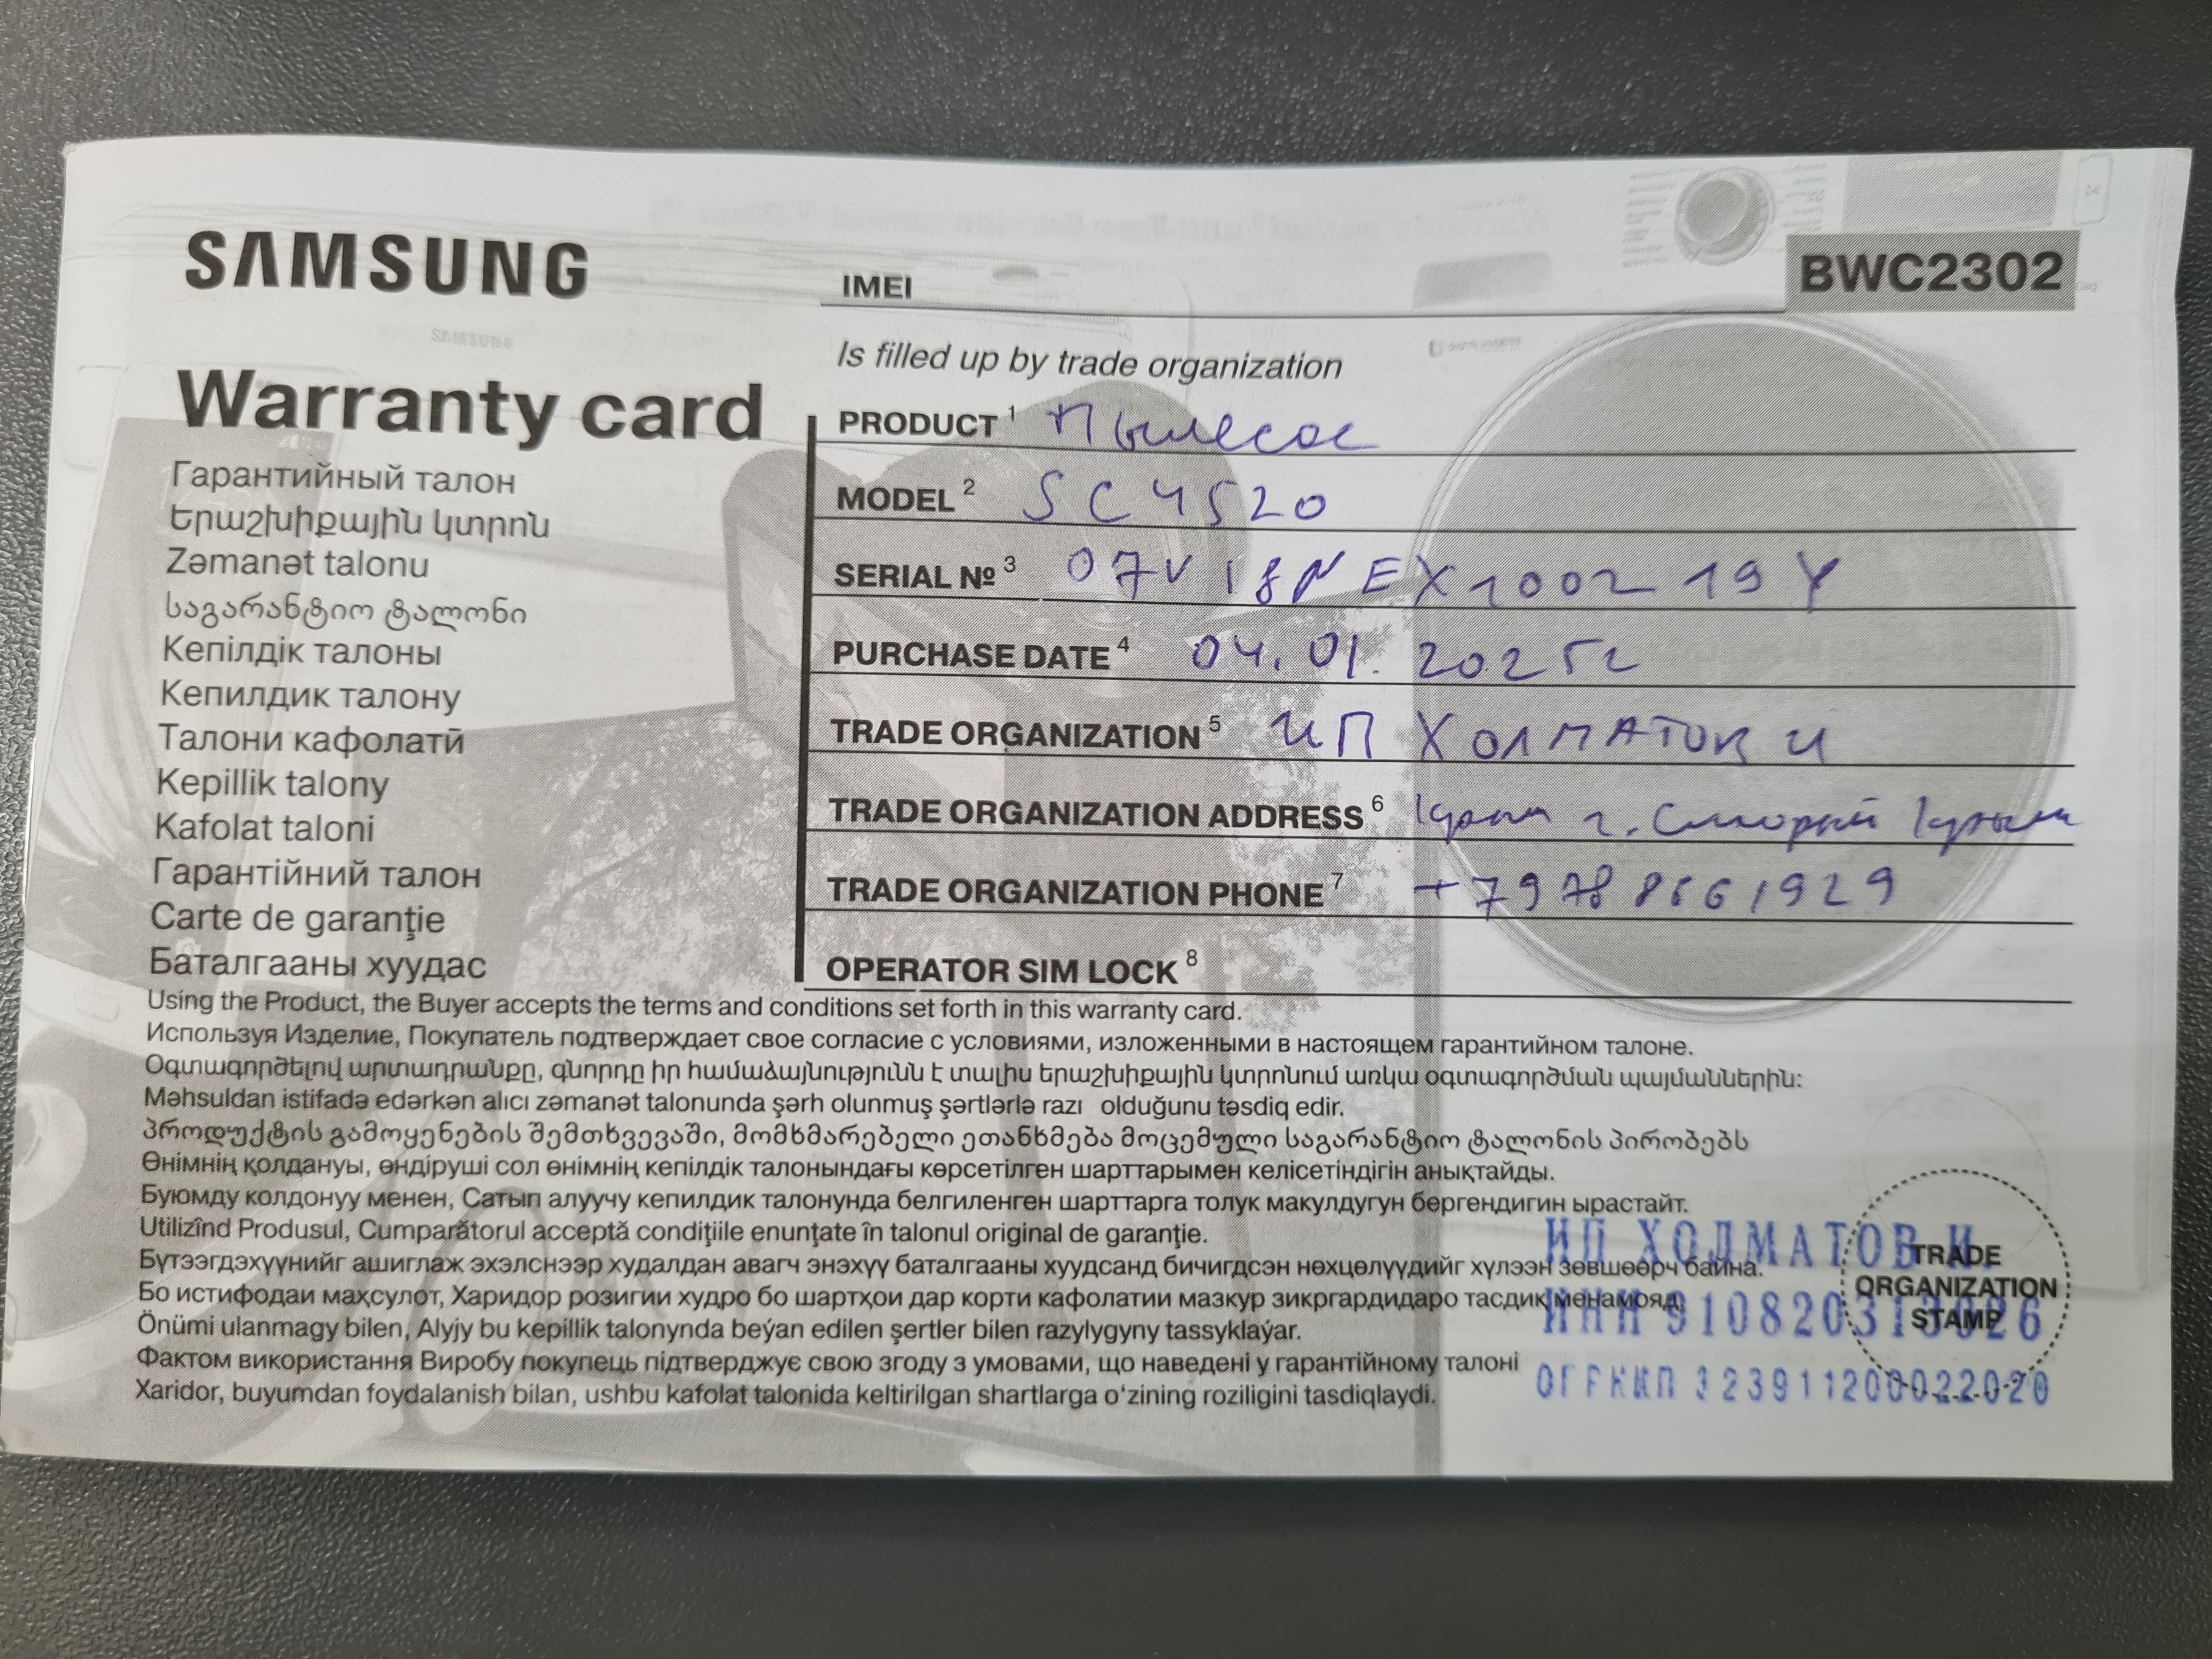 SAMSUNG
IMEI
BWC2302
Is filled up by trade organization
Warranty card
Гарантийный талон
Երաշխիքային կտրոն
Zəmanət talonu
საგარანტიო ტალონი
Кепілдік талоны
Кепилдик талону
Талони кафолатӣ
Kepillik talony
Kafolat taloni
Гарантійний талон
Carte de garanţie
Баталгааны хуудас
PRODUCT 1 Пылесос
MODEL 2 SC4520
SERIAL № 3 07V18NEX100219Y
PURCHASE DATE 4 04.01.2025г
TRADE ORGANIZATION 5 ИП ХОЛМАТОВ И
TRADE ORGANIZATION ADDRESS 6 г. Крым
TRADE ORGANIZATION PHONE 7 +79788661929
OPERATOR SIM LOCK 8
Using the Product, the Buyer accepts the terms and conditions set forth in this warranty card.
Используя Изделие, Покупатель подтверждает свое согласие с условиями, изложенными в настоящем гарантийном талоне.
Օգտագործելով արտադրանքը, գնորդը իր համաձայնությունն է տալիս երաշխիքային կտրոնում առկա օգտագործման պայմաններին:
Məhsuldan istifadə edərkən alıcı zəmanət talonunda şərh olunmuş şərtlərlə razı olduğunu təsdiq edir.
პროდუქტის გამოყენების შემთხვევაში, მომხმარებელი ეთანხმება მოცემული საგარანტიო ტალონის პირობებს
Өнімнің қолдануы, өндіруші сол өнімнің кепілдік талонындағы көрсетілген шарттарымен келісетіндігін анықтайды.
Буюмду колдонуу менен, Сатып алуучу кепилдик талонунда белгиленген шарттарга толук макулдугун бергендигин ырастайт.
Utilizînd Produsul, Cumparătorul acceptă condiţiile enunţate în talonul original de garanţie.
Бүтээгдэхүүнийг ашиглаж эхэлснээр худалдан авагч энэхүү баталгааны хуудсанд бичигдсэн нөхцөлүүдийг хүлээн зөвшөөрч байна.
Бо истифодаи маҳсулот, Харидор розигии худро бо шартҳои дар корти кафолатии мазкур зикргардидаро тасдиқ менамояд.
Önümi ulanmagy bilen, Alyjy bu kepillik talonynda beýan edilen şertler bilen razylygyny tassyklaýar.
Фактом використання Виробу покупець підтверджує свою згоду з умовами, що наведені у гарантійному талоні
Xaridor, buyumdan foydalanish bilan, ushbu kafolat talonida keltirilgan shartlarga o‘zining roziligini tasdiqlaydi.
TRADE
ORGANIZATION
STAMP
ИП ХОЛМАТОВ И.
ИНН
ОГРНИП 323911200022020